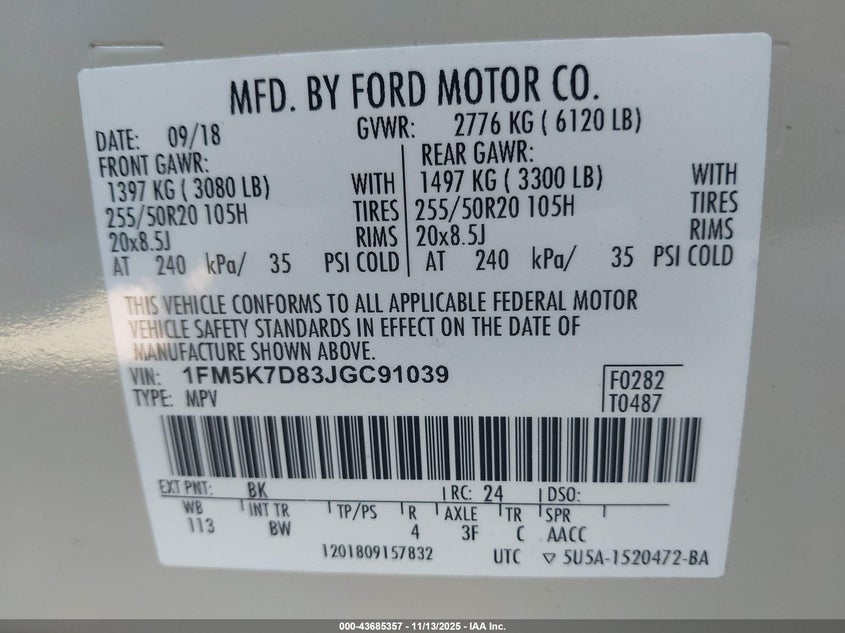 MFD. BY FORD MOTOR CO.
DATE: 09/18 GVWR: 2776 KG ( 6120 LB)
FRONT GAWR: REAR GAWR:
1397 KG ( 3080 LB) WITH 1497 KG ( 3300 LB) WITH
255/50R20 105H TIRES 255/50R20 105H TIRES
20x8.5J RIMS 20x8.5J RIMS
AT 240 kPa/ 35 PSI COLD AT 240 kPa/ 35 PSI COLD
THIS VEHICLE CONFORMS TO ALL APPLICABLE FEDERAL MOTOR
VEHICLE SAFETY STANDARDS IN EFFECT ON THE DATE OF
MANUFACTURE SHOWN ABOVE.
VIN: 1FM5K7D83JGC91039 F0282
TYPE: MPV T0487
EXT PNT: BK RC: 24 DSO:
WB INT TR TP/PS R AXLE TR SPR
113 BW 4 3F C AACC
1201809157832 UTC ▽ 5U5A-1520472-BA
000-43685357 - 11/13/2025 - IAA Inc.